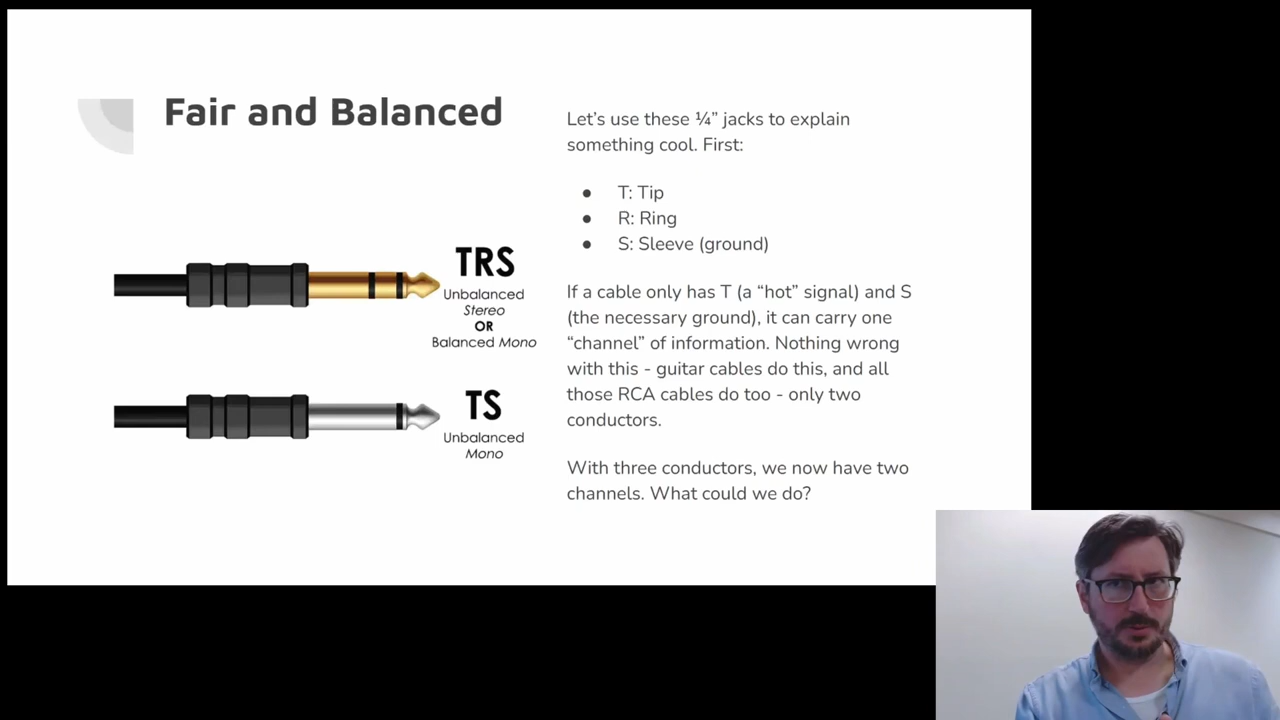 Fair and Balanced
TRS
Unbalanced
Stereo
OR
Balanced Mono
TS
Unbalanced
Mono
Let’s use these ¼” jacks to explain
something cool. First:
● T: Tip
● R: Ring
● S: Sleeve (ground)
If a cable only has T (a “hot” signal) and S
(the necessary ground), it can carry one
“channel” of information. Nothing wrong
with this - guitar cables do this, and all
those RCA cables do too - only two
conductors.
With three conductors, we now have two
channels. What could we do?